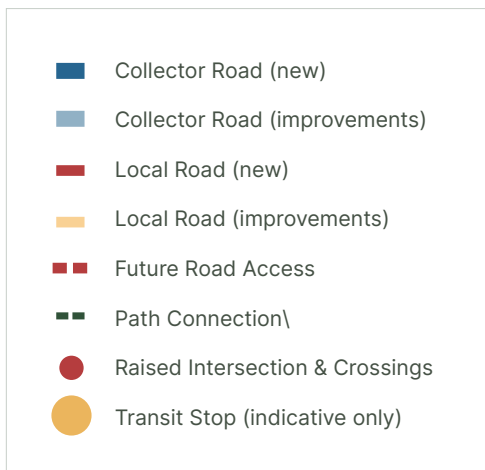 Collector Road (new)
Collector Road (improvements)
Local Road (new)
Local Road (improvements)
Future Road Access
Path Connection\
Raised Intersection & Crossings
Transit Stop (indicative only)